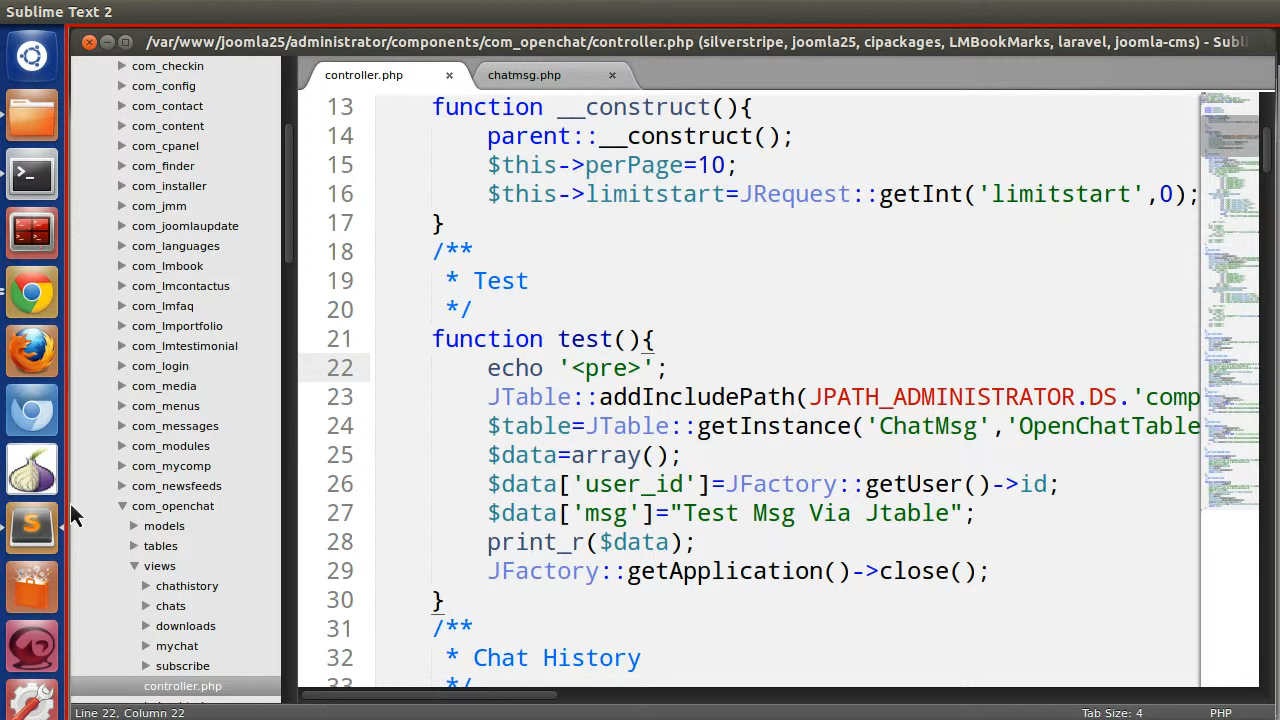 Sublime Text 2
/var/www/joomla25/administrator/components/com_openchat/controller.php (silverstripe, joomla25, cipackages, LMBookMarks, laravel, joomla-cms) - Subl
com_checkin
com_config
com_contact
com_content
com_cpanel
com_finder
com_installer
com_jmm
com_joomlaupdate
com_languages
com_lmbook
com_lmcontactus
com_lmfaq
com_lmportfolio
com_lmtestimonial
com_login
com_media
com_menus
com_messages
com_modules
com_mycomp
com_newsfeeds
com_openchat
models
tables
views
chathistory
chats
downloads
mychat
subscribe
controller.php
controller.php
chatmsg.php
13 function __construct(){
14 parent::__construct();
15 $this->perPage=10;
16 $this->limitstart=JRequest::getInt('limitstart',0);
17 }
18 /**
19 * Test
20 */
21 function test(){
22 echo '<pre>';
23 JTable::addIncludePath(JPATH_ADMINISTRATOR.DS.'comp
24 $table=JTable::getInstance('ChatMsg','OpenChatTable
25 $data=array();
26 $data['user_id']=JFactory::getUser()->id;
27 $data['msg']="Test Msg Via Jtable";
28 print_r($data);
29 JFactory::getApplication()->close();
30 }
31 /**
32 * Chat History
33 */
Line 22, Column 22
Tab Size: 4
PHP